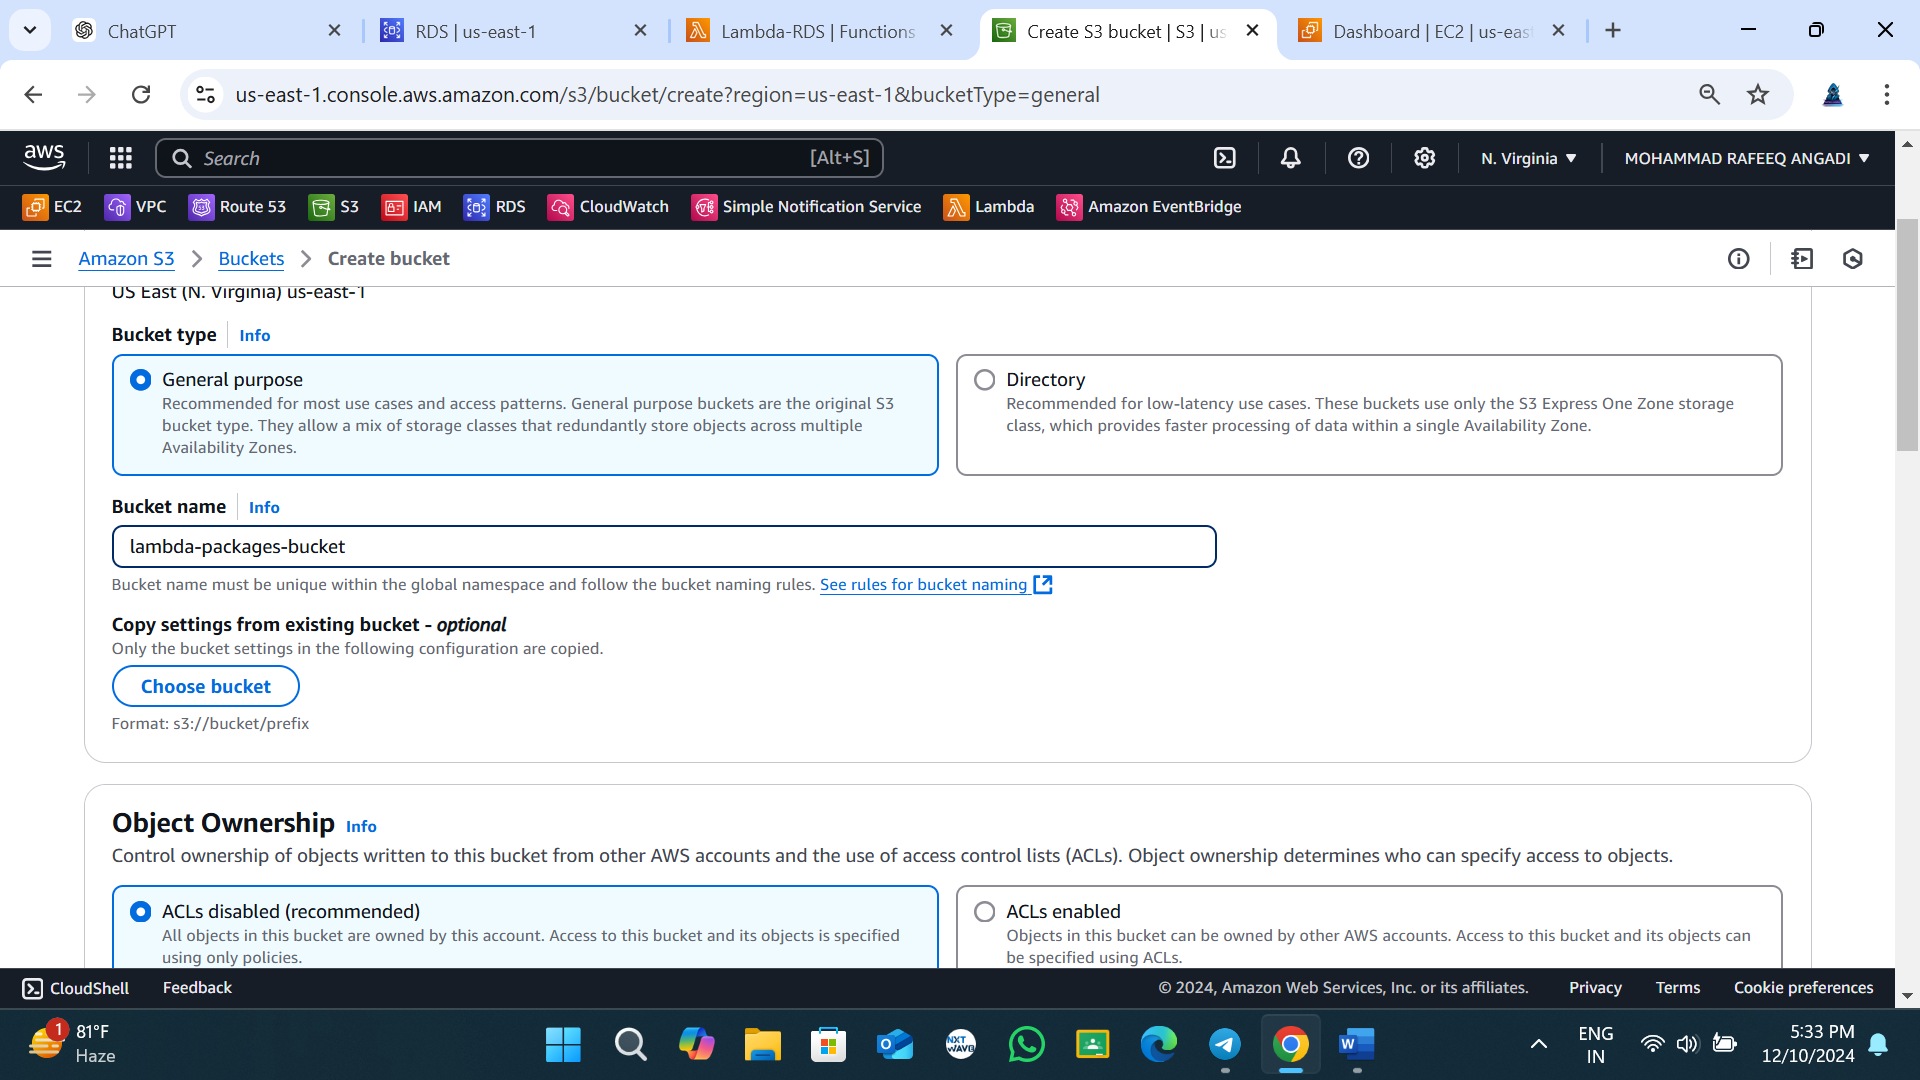 ChatGPT
RDS | us-east-1
Lambda-RDS | Functions
Create S3 bucket | S3 | us
Dashboard | EC2 | us-east
us-east-1.console.aws.amazon.com/s3/bucket/create?region=us-east-1&bucketType=general
aws
Search
[Alt+S]
N. Virginia
MOHAMMAD RAFEEQ ANGADI
EC2
VPC
Route 53
S3
IAM
RDS
CloudWatch
Simple Notification Service
Lambda
Amazon EventBridge
Amazon S3
Buckets
Create bucket
US East (N. Virginia) us-east-1
Bucket type
Info
General purpose
Recommended for most use cases and access patterns. General purpose buckets are the original S3
bucket type. They allow a mix of storage classes that redundantly store objects across multiple
Availability Zones.
Directory
Recommended for low-latency use cases. These buckets use only the S3 Express One Zone storage
class, which provides faster processing of data within a single Availability Zone.
Bucket name
Info
lambda-packages-bucket
Bucket name must be unique within the global namespace and follow the bucket naming rules. See rules for bucket naming
Copy settings from existing bucket - optional
Only the bucket settings in the following configuration are copied.
Choose bucket
Format: s3://bucket/prefix
Object Ownership
Info
Control ownership of objects written to this bucket from other AWS accounts and the use of access control lists (ACLs). Object ownership determines who can specify access to objects.
ACLs disabled (recommended)
All objects in this bucket are owned by this account. Access to this bucket and its objects is specified
using only policies.
ACLs enabled
Objects in this bucket can be owned by other AWS accounts. Access to this bucket and its objects can
be specified using ACLs.
CloudShell
Feedback
© 2024, Amazon Web Services, Inc. or its affiliates.
Privacy
Terms
Cookie preferences
1
81°F
Haze
NXT
WAVE
ENG
IN
5:33 PM
12/10/2024